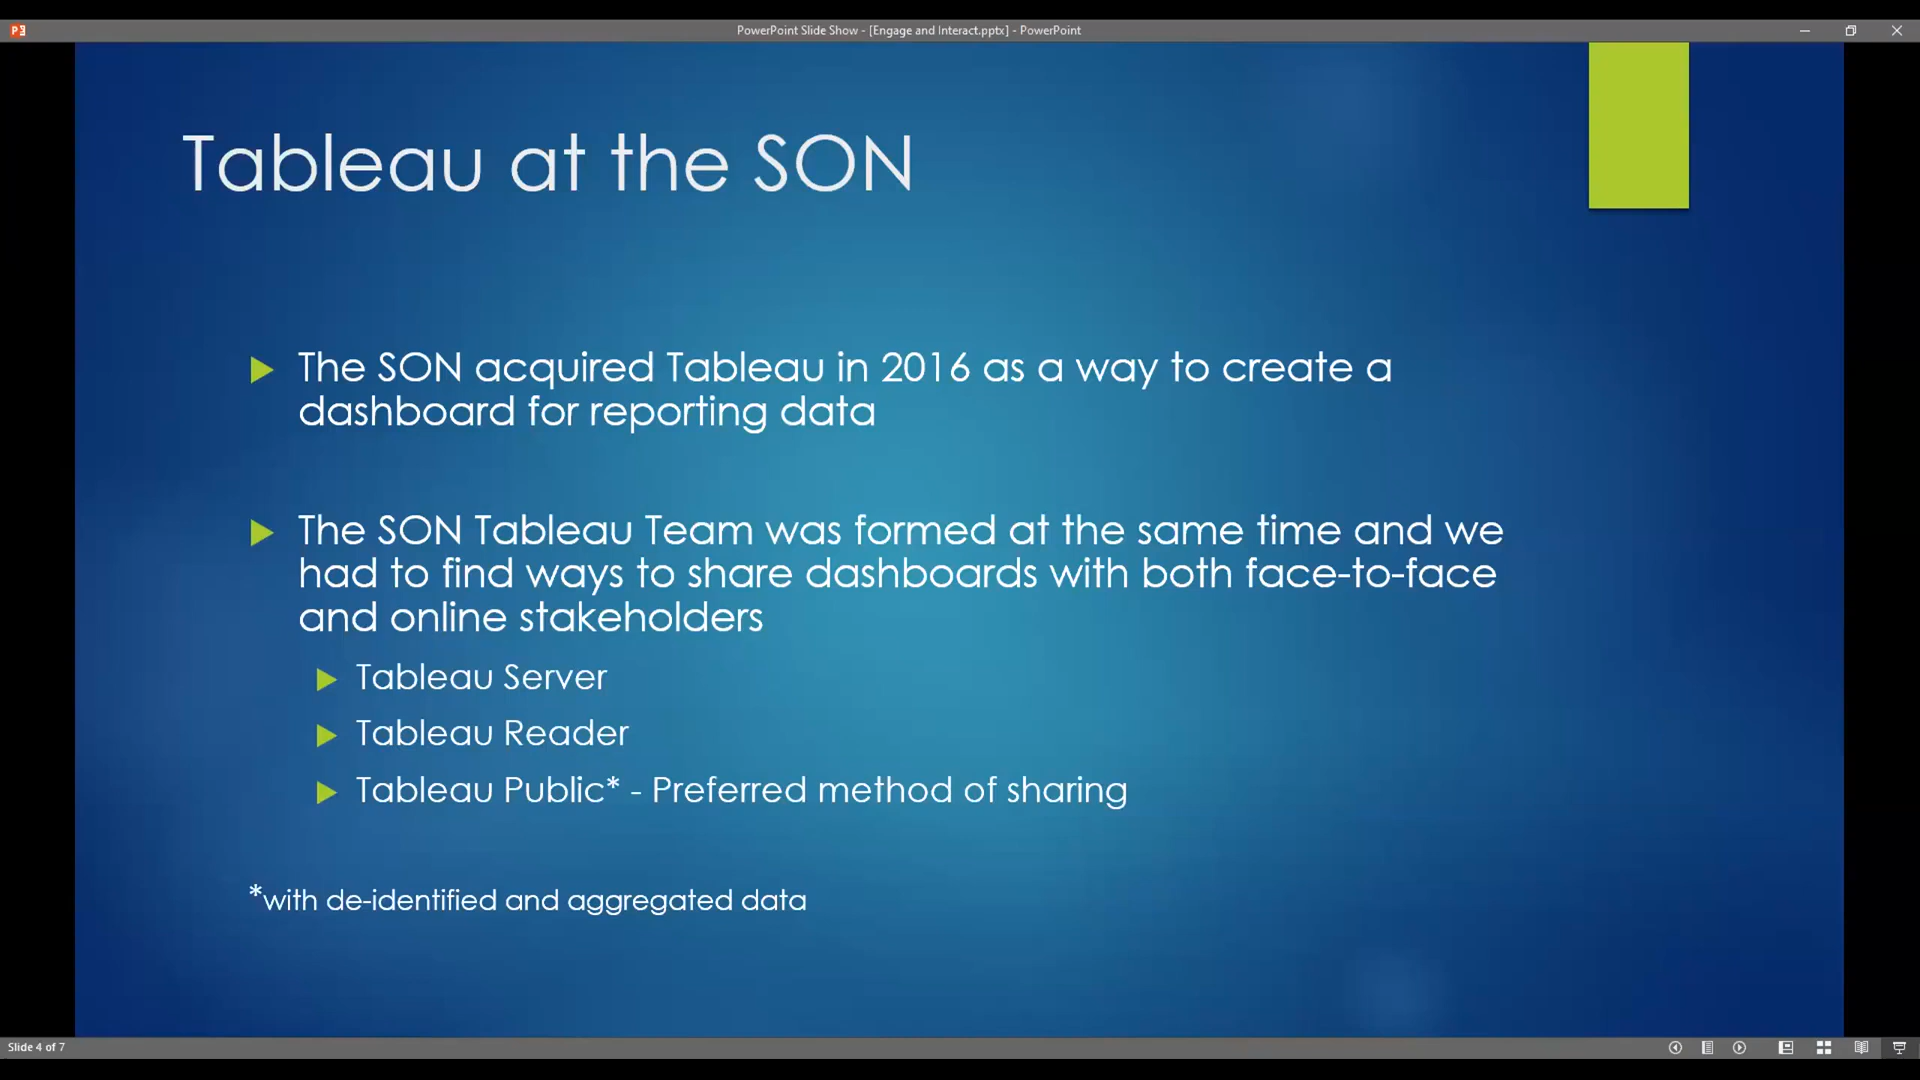 PowerPoint Slide Show - [Engage and Interact.pptx] - PowerPoint
Tableau at the SON
The SON acquired Tableau in 2016 as a way to create a
dashboard for reporting data
The SON Tableau Team was formed at the same time and we
had to find ways to share dashboards with both face-to-face
and online stakeholders
Tableau Server
Tableau Reader
Tableau Public* - Preferred method of sharing
*with de-identified and aggregated data
Slide 4 of 7